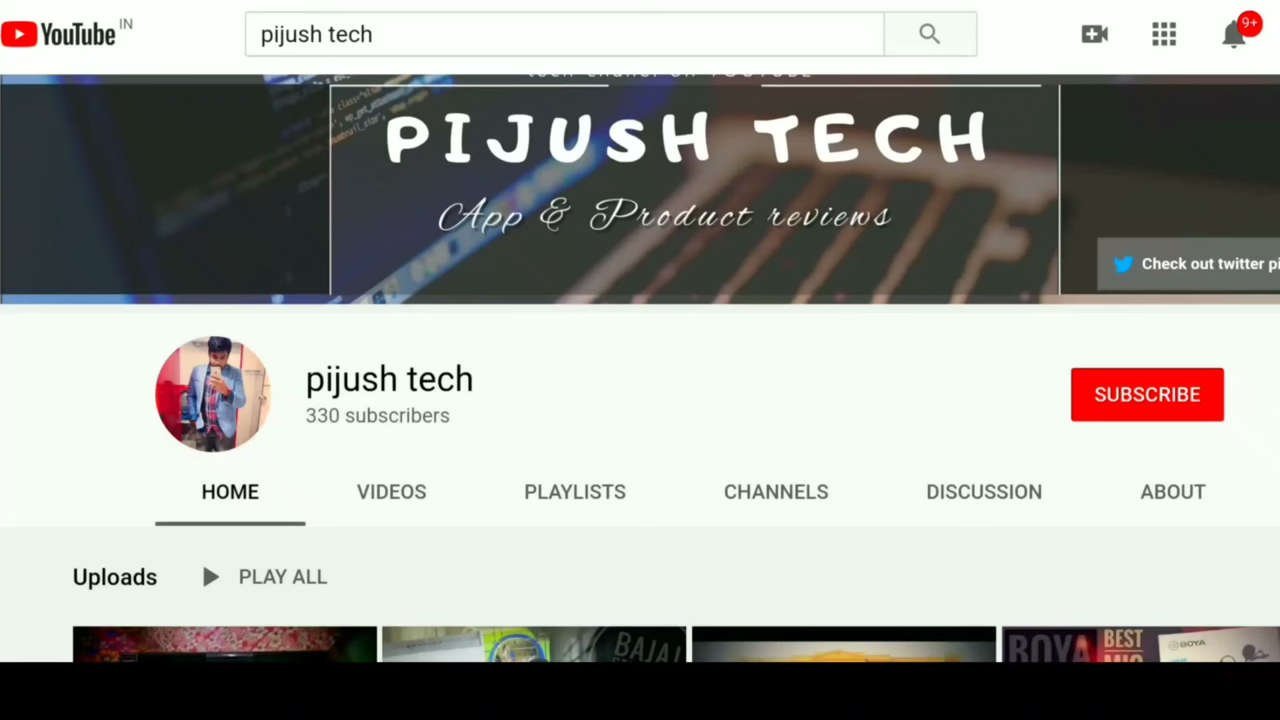 YouTube IN
pijush tech
9+
PIJUSH TECH
App & Product reviews
Check out twitter pi
pijush tech
330 subscribers
SUBSCRIBE
HOME VIDEOS PLAYLISTS CHANNELS DISCUSSION ABOUT
Uploads PLAY ALL
BAJAJ
BOYA BEST BOYA